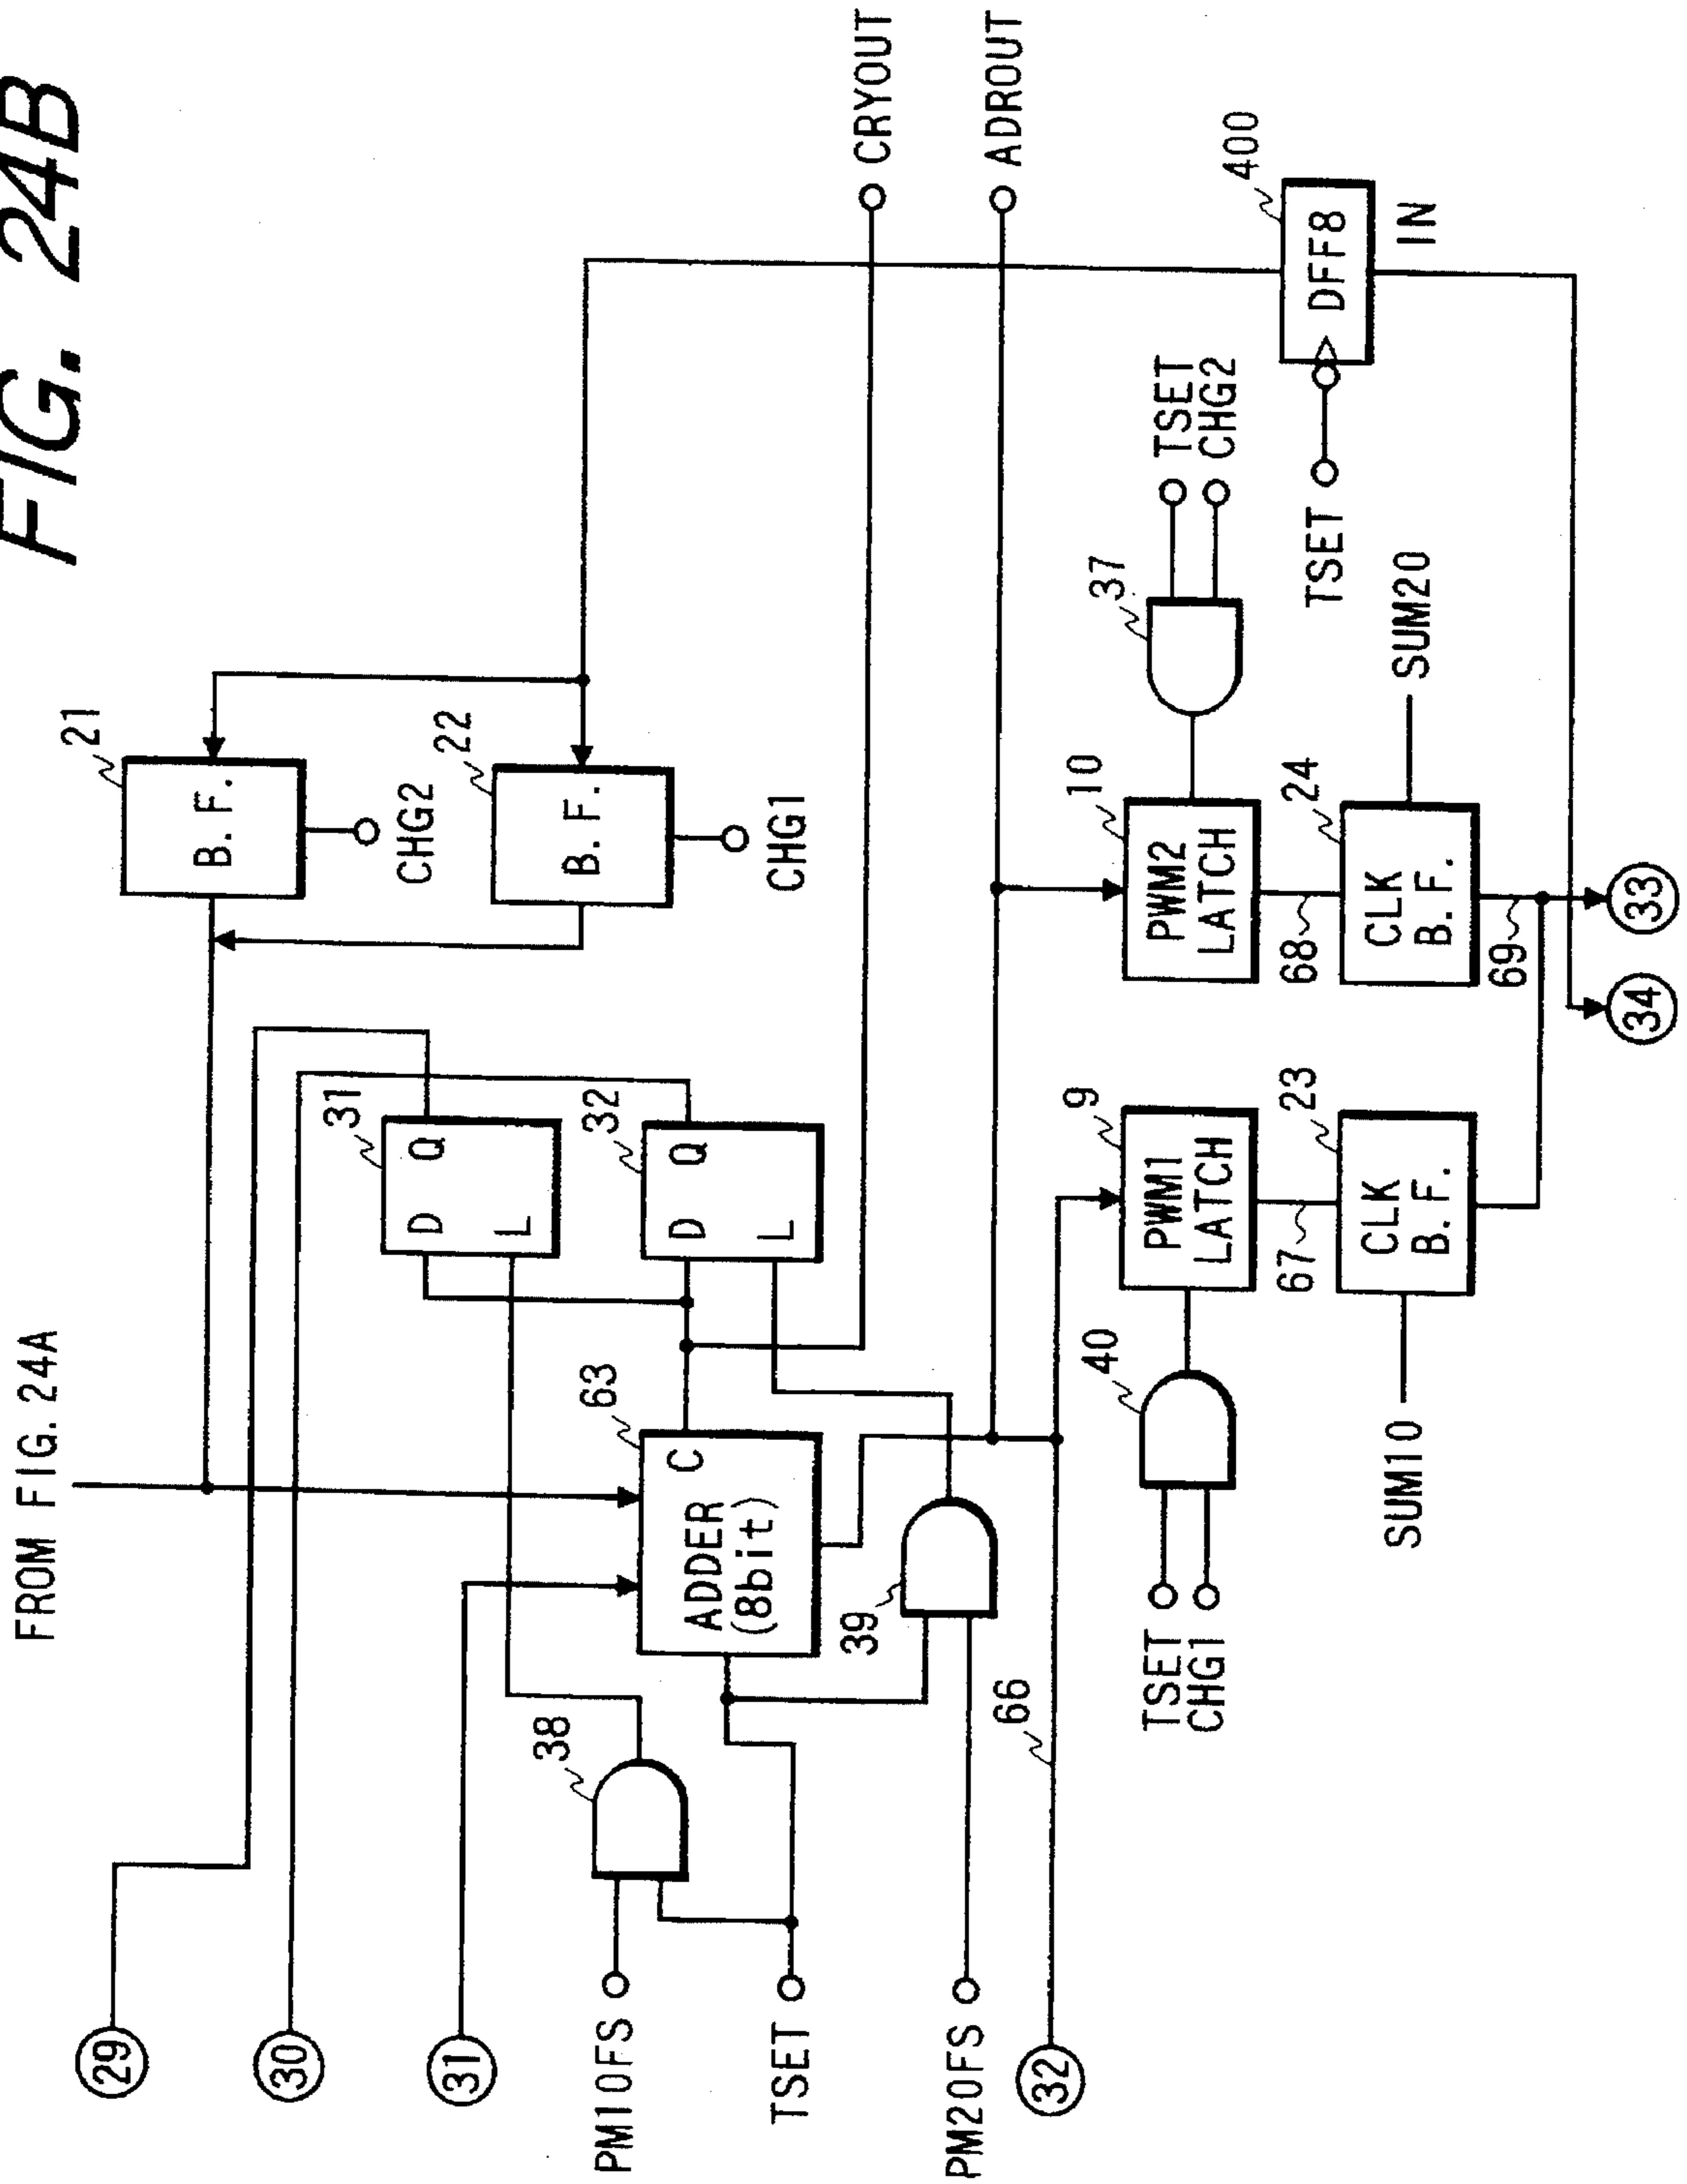 FIG. 24B
FROM FIG. 24A
29
30
31
PM10FS
TSET
PM20FS
32
38
63
ADDER
(8bit)
C
39
66
31
D
Q
L
32
D
Q
L
21
B.F.
CHG2
22
B.F.
CHG1
CRYOUT
ADROUT
TSET
CHG1
40
9
PWM1
LATCH
67
SUM10
23
CLK
B.F.
10
PWM2
LATCH
37
TSET
CHG2
68
24
CLK
B.F.
SUM20
69
TSET
400
DFF8
IN
34
33